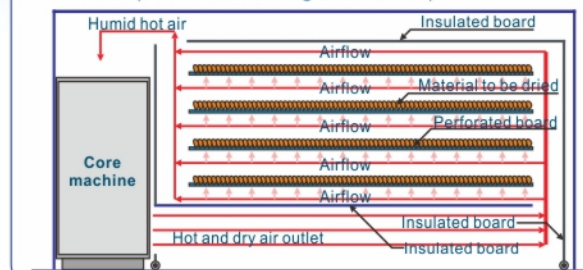 Humid hot air
Insulated board
Airflow
Airflow
Material to be dried
Airflow
Perforated board
Core
machine
Airflow
Airflow
Insulated board
Hot and dry air outlet
Insulated board